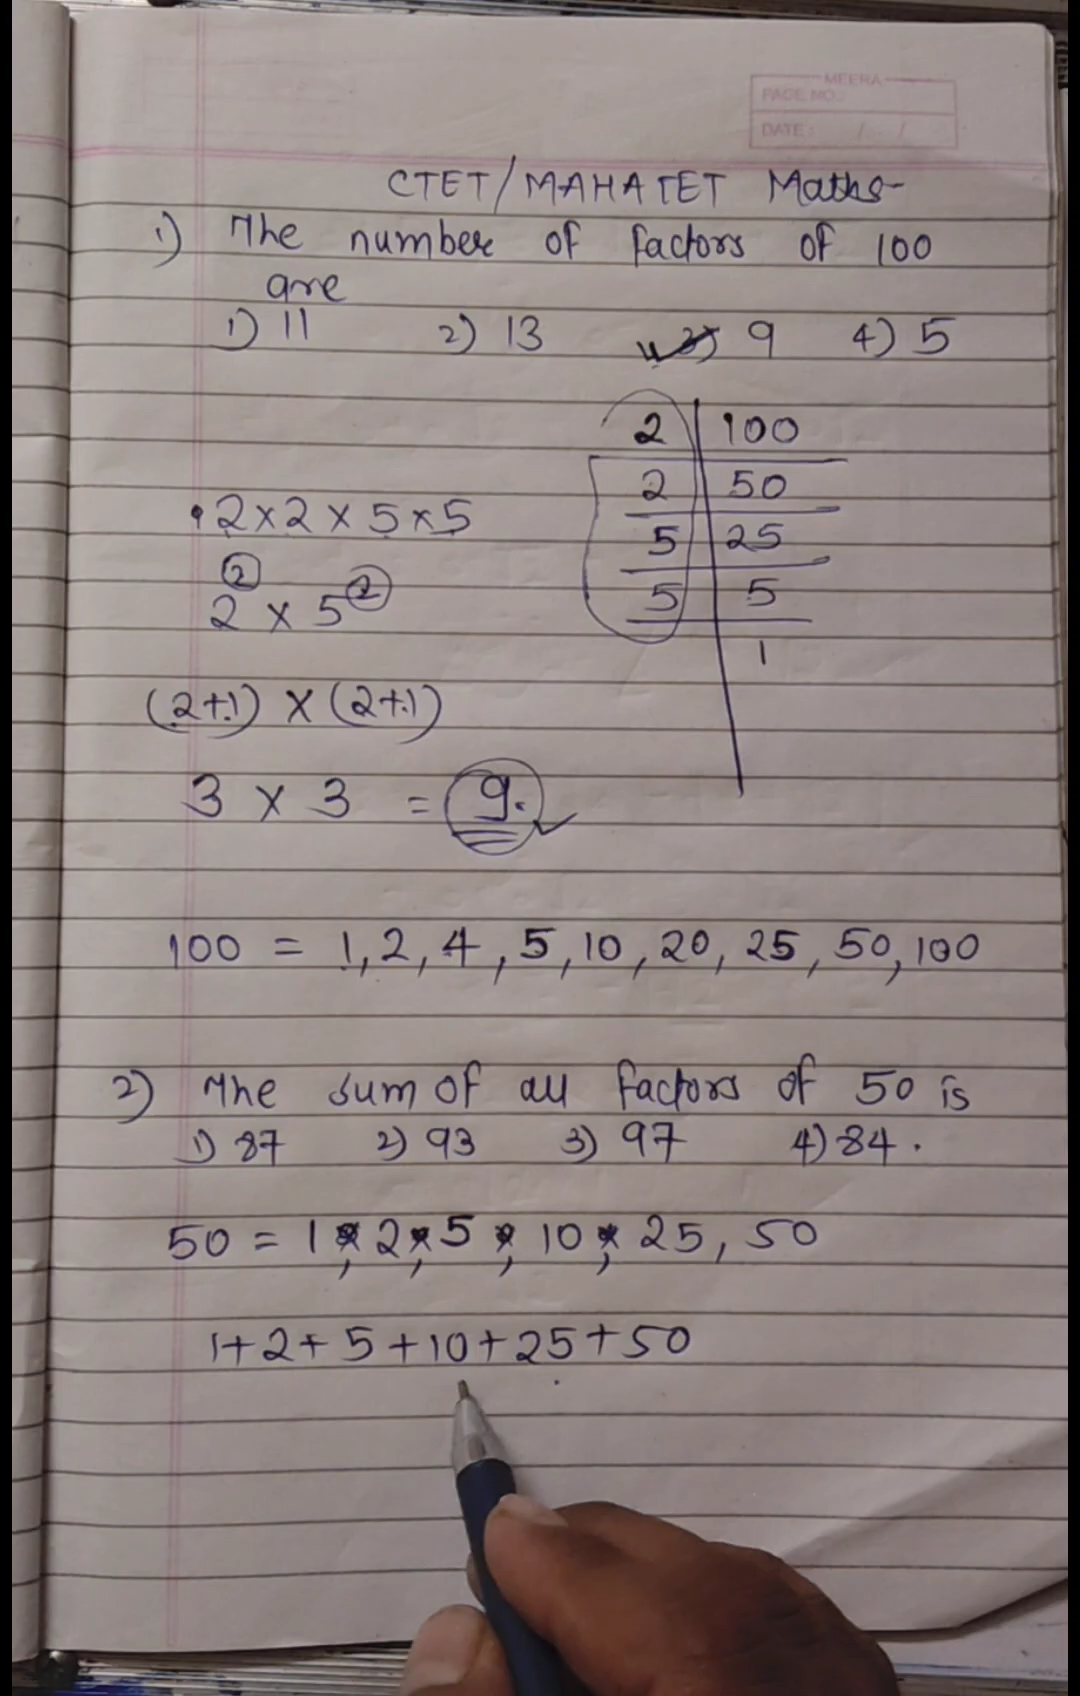 MEERA
PAGE NO.:
DATE: / /
CTET/MAHATET Maths-
1) The number of factors of 100
are
1) 11 2) 13 3) 9 4) 5
2 | 100
2 | 50
5 | 25
5 | 5
1
2×2×5×5
2² × 5²
(2+1) × (2+1)
3 × 3 = 9.
100 = 1, 2, 4, 5, 10, 20, 25, 50, 100
2) The sum of all factors of 50 is
1) 87 2) 93 3) 97 4) 84.
50 = 1, 2, 5, 10, 25, 50
1+2+5+10+25+50